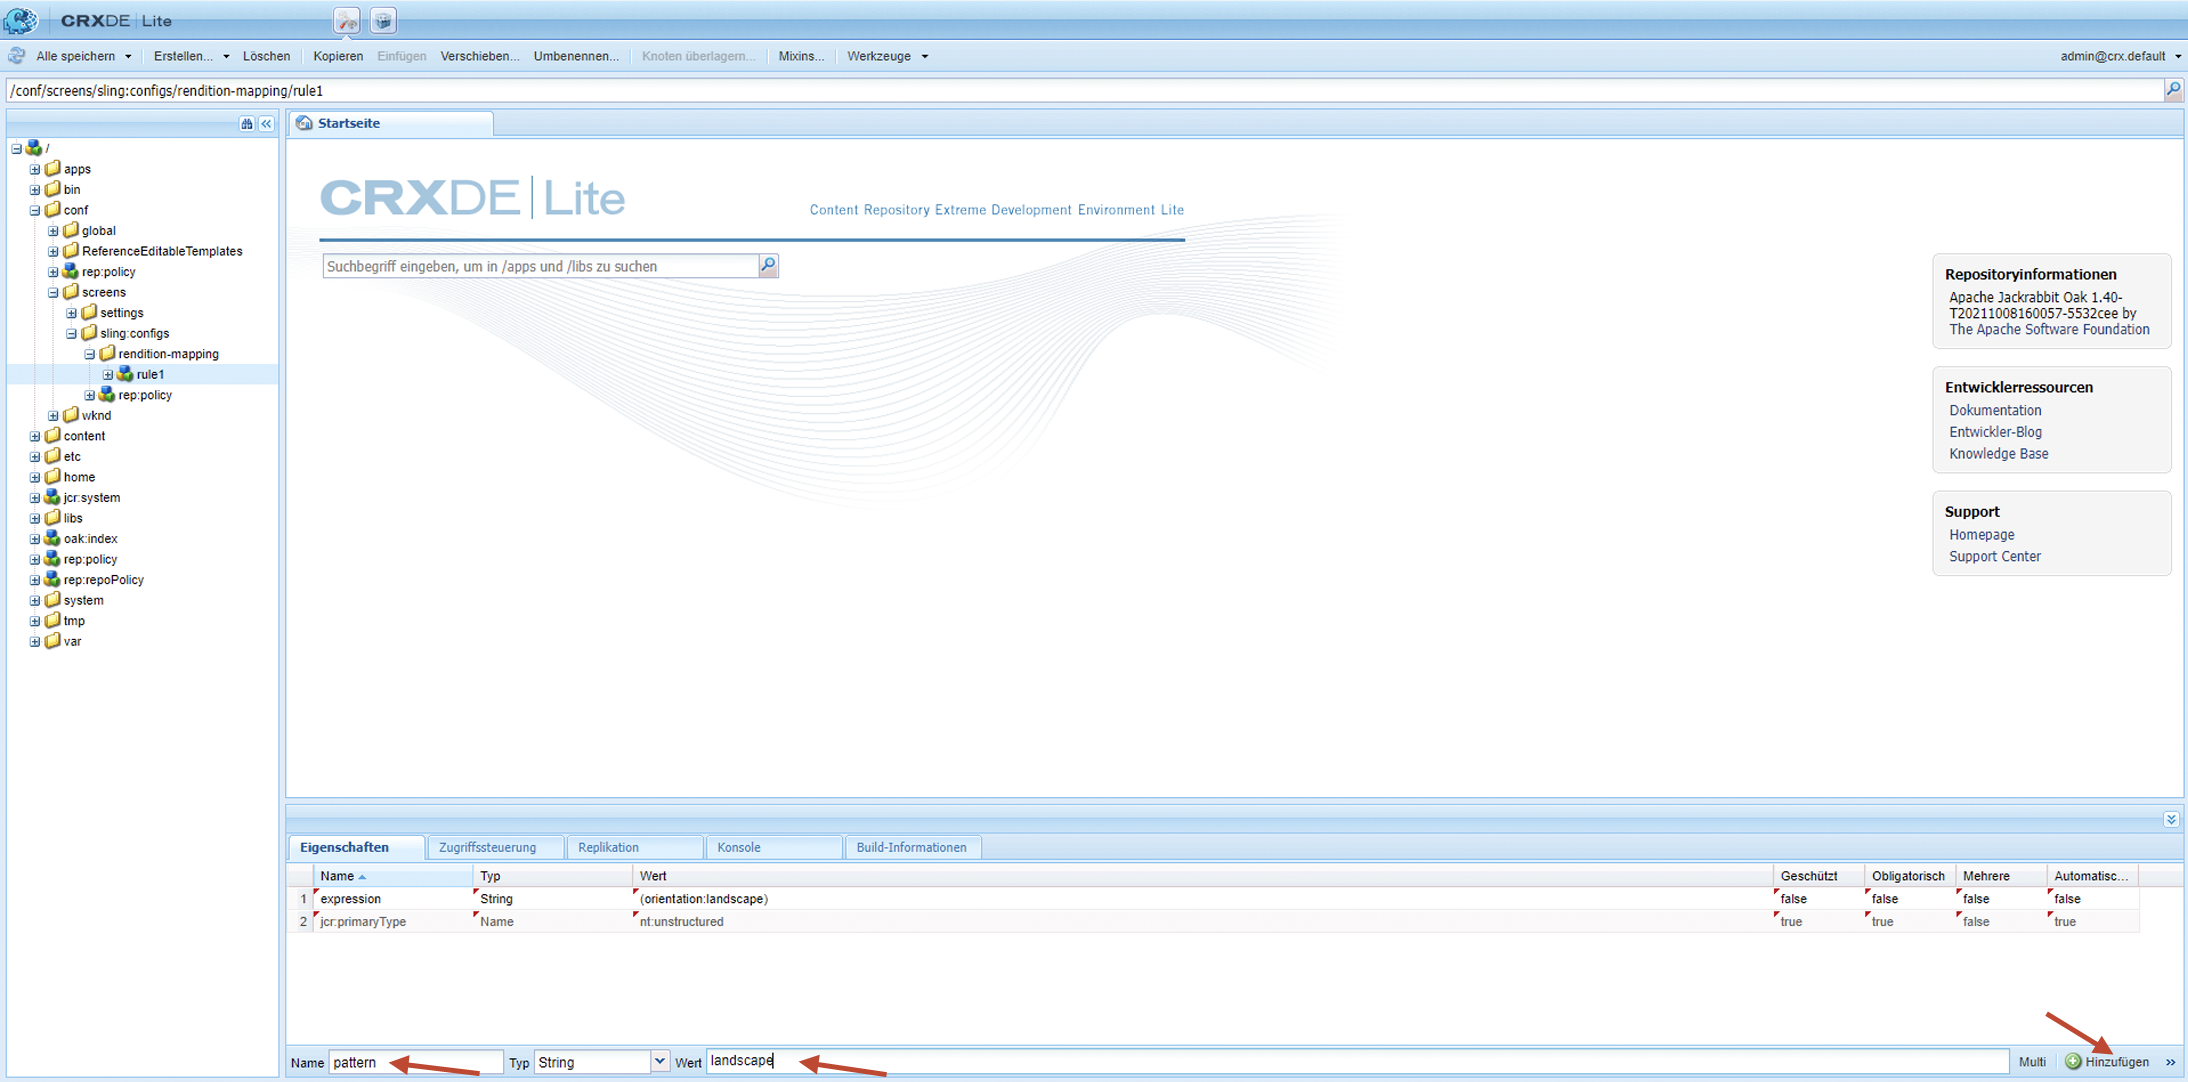 CRXDE | Lite
Alle speichern Erstellen... Löschen Kopieren Einfügen Verschieben... Umbenennen... Knoten überlagern... Mixins... Werkzeuge admin@crx.default
/conf/screens/sling:configs/rendition-mapping/rule1
Startseite
/
apps
bin
conf
global
ReferenceEditableTemplates
rep:policy
screens
settings
sling:configs
rendition-mapping
rule1
rep:policy
wknd
content
etc
home
jcr:system
libs
oak:index
rep:policy
rep:repoPolicy
system
tmp
var
CRXDE | Lite
Content Repository Extreme Development Environment Lite
Suchbegriff eingeben, um in /apps und /libs zu suchen
Repositoryinformationen
Apache Jackrabbit Oak 1.40-
T20211008160057-5532cee by
The Apache Software Foundation
Entwicklerressourcen
Dokumentation
Entwickler-Blog
Knowledge Base
Support
Homepage
Support Center
Eigenschaften Zugriffssteuerung Replikation Konsole Build-Informationen
Name Typ Wert Geschützt Obligatorisch Mehrere Automatisc...
1 expression String (orientation:landscape) false false false false
2 jcr:primaryType Name nt:unstructured true true false true
Name pattern Typ String Wert landscape Multi Hinzufügen